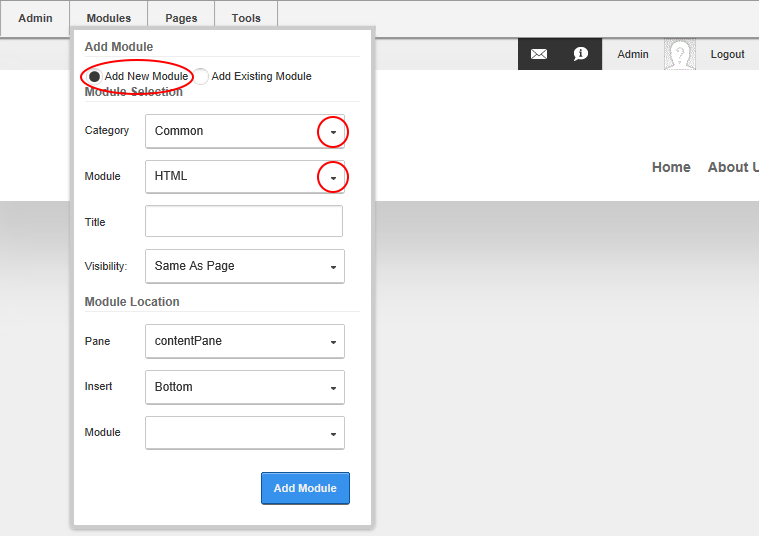 Admin Modules Pages Tools
Add Module
Add New Module Add Existing Module
Module Selection
Category Common
Module HTML
Title
Visibility: Same As Page
Module Location
Pane contentPane
Insert Bottom
Module
Add Module
Admin Logout
Home About U